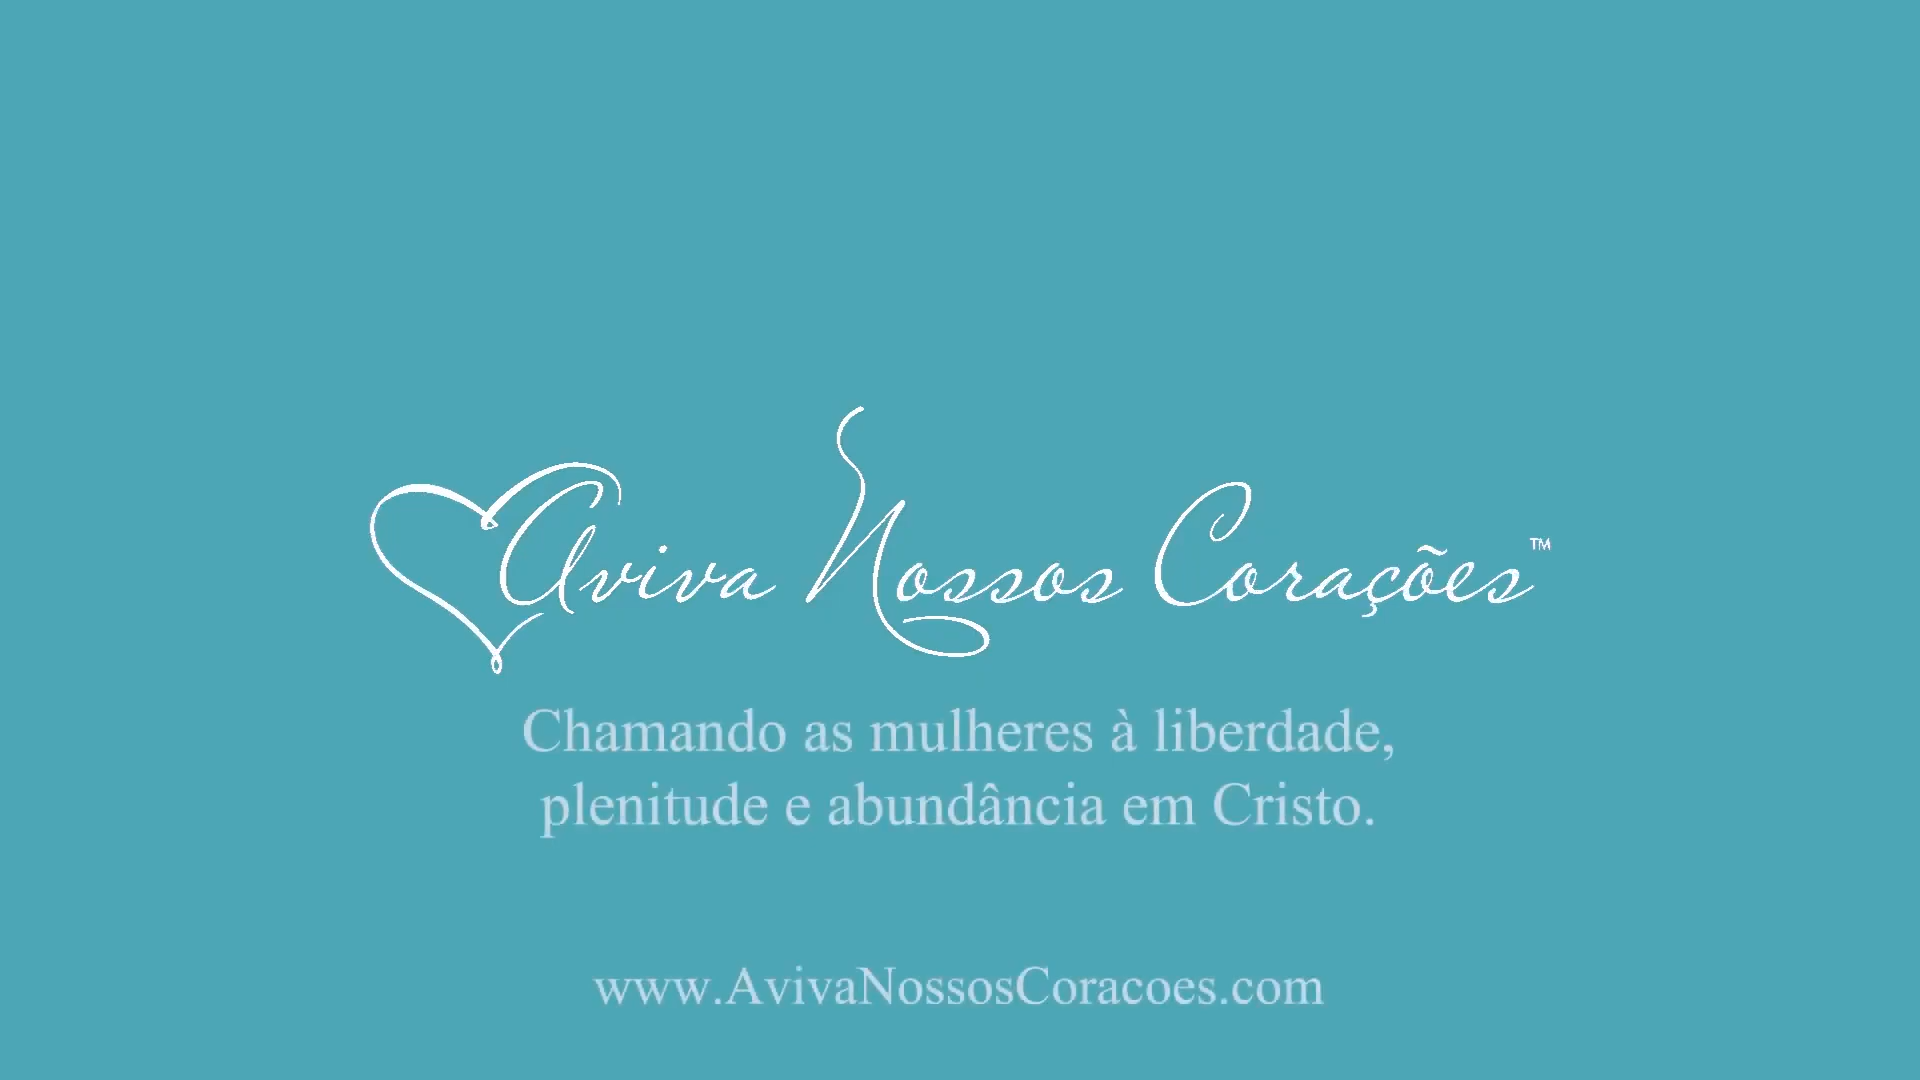 Aviva Nossos Corações™
Chamando as mulheres à liberdade,
plenitude e abundância em Cristo.
www.AvivaNossosCoracoes.com